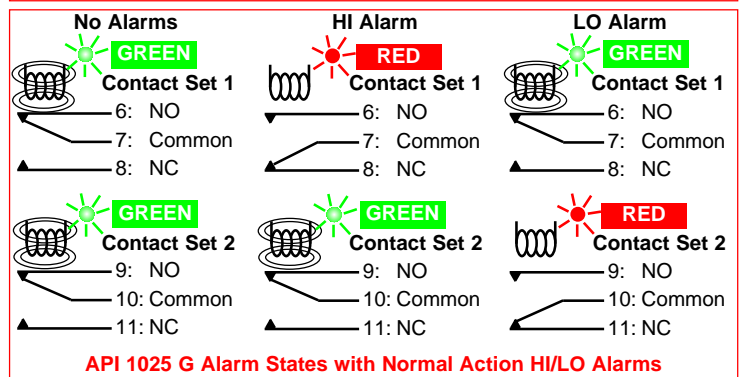 No Alarms
HI Alarm
LO Alarm
GREEN
RED
GREEN
Contact Set 1
Contact Set 1
Contact Set 1
6: NO
6: NO
6: NO
7: Common
7: Common
7: Common
8: NC
8: NC
8: NC
GREEN
GREEN
RED
Contact Set 2
Contact Set 2
Contact Set 2
9: NO
9: NO
9: NO
10: Common
10: Common
10: Common
11: NC
11: NC
11: NC
API 1025 G Alarm States with Normal Action HI/LO Alarms